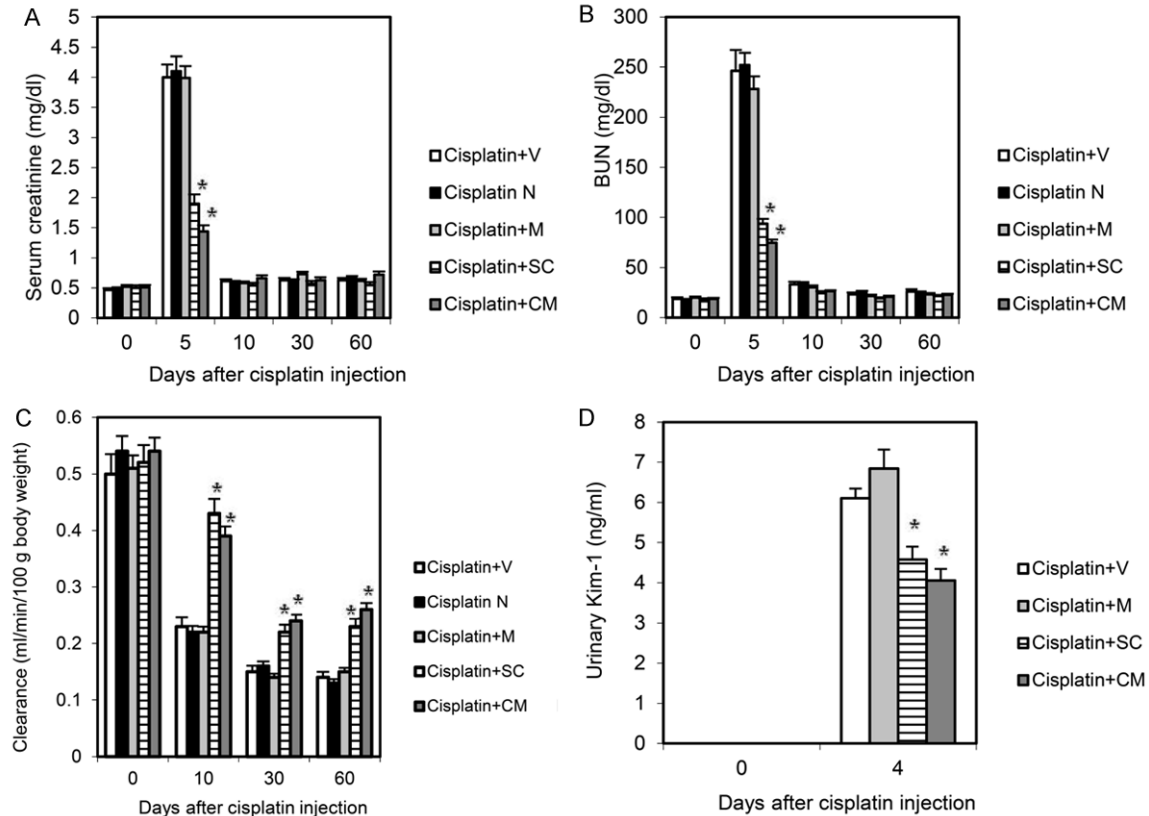 A
Serum creatinine (mg/dl)
5
4.5
4
3.5
3
2.5
2
1.5
1
0.5
0
* *
0 5 10 30 60
Days after cisplatin injection
Cisplatin+V
Cisplatin N
Cisplatin+M
Cisplatin+SC
Cisplatin+CM
B
BUN (mg/dl)
300
250
200
150
100
50
0
* *
0 5 10 30 60
Days after cisplatin injection
Cisplatin+V
Cisplatin N
Cisplatin+M
Cisplatin+SC
Cisplatin+CM
C
Clearance (ml/min/100 g body weight)
0.6
0.5
0.4
0.3
0.2
0.1
0
* * * * * *
0 10 30 60
Days after cisplatin injection
Cisplatin+V
Cisplatin N
Cisplatin+M
Cisplatin+SC
Cisplatin+CM
D
Urinary Kim-1 (ng/ml)
8
7
6
5
4
3
2
1
0
* *
0 4
Days after cisplatin injection
Cisplatin+V
Cisplatin+M
Cisplatin+SC
Cisplatin+CM